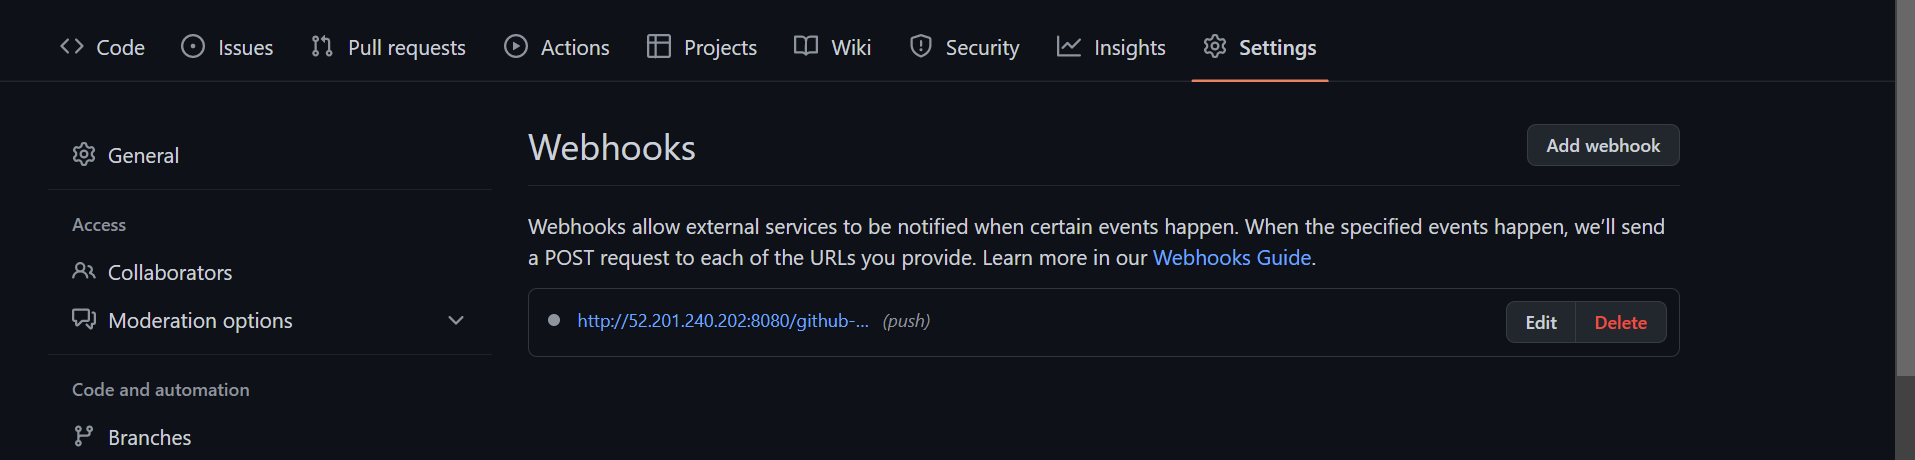 Code Issues Pull requests Actions Projects Wiki Security Insights Settings
General
Access
Collaborators
Moderation options
Code and automation
Branches
Webhooks
Add webhook
Webhooks allow external services to be notified when certain events happen. When the specified events happen, we’ll send
a POST request to each of the URLs you provide. Learn more in our Webhooks Guide.
http://52.201.240.202:8080/github-... (push)
Edit Delete